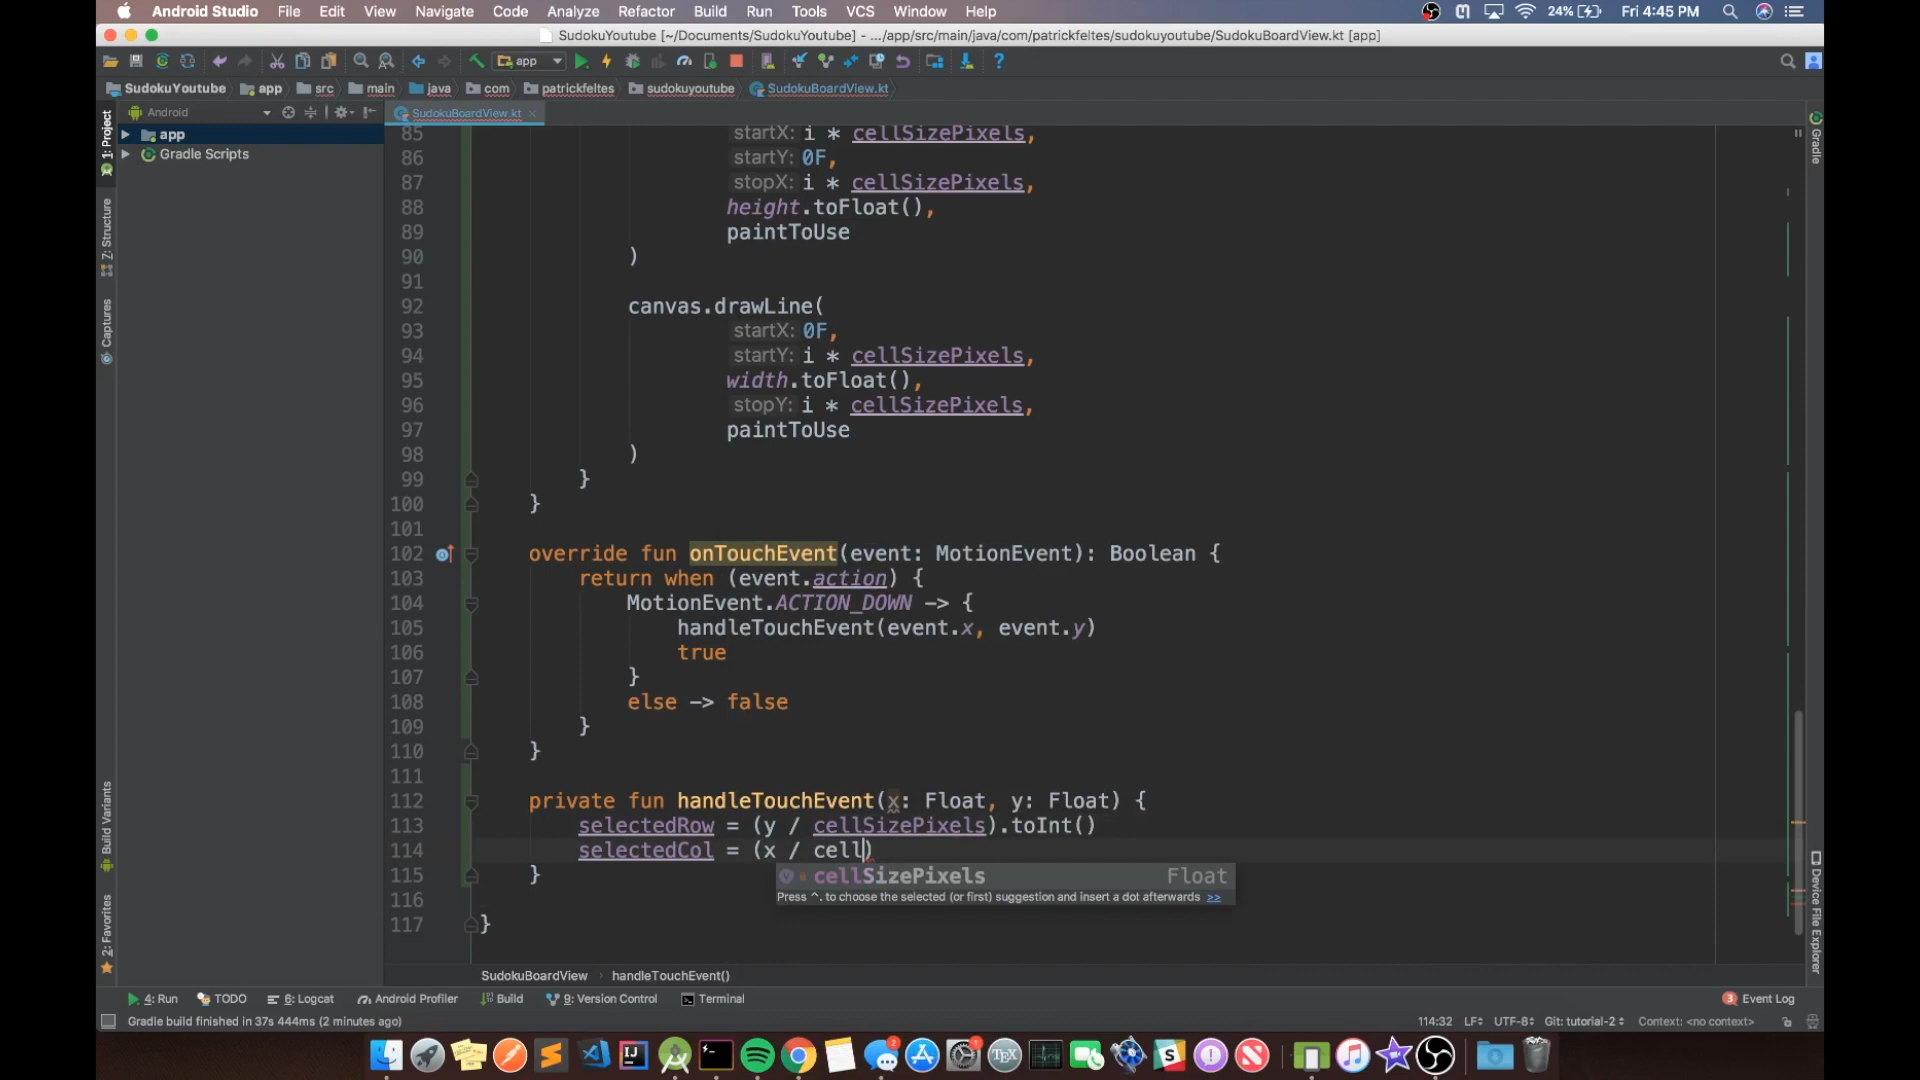 Android Studio File Edit View Navigate Code Analyze Refactor Build Run Tools VCS Window Help 24% Fri 4:45 PM
SudokuYoutube [~/Documents/SudokuYoutube] - .../app/src/main/java/com/patrickfeltes/sudokuyoutube/SudokuBoardView.kt [app]
app
SudokuYoutube app src main java com patrickfeltes sudokuyoutube SudokuBoardView.kt
Android SudokuBoardView.kt
app
Gradle Scripts
1: Project
7: Structure
Captures
Build Variants
2: Favorites
85 startX: i * cellSizePixels,
86 startY: 0F,
87 stopX: i * cellSizePixels,
88 height.toFloat(),
89 paintToUse
90 )
91
92 canvas.drawLine(
93 startX: 0F,
94 startY: i * cellSizePixels,
95 width.toFloat(),
96 stopY: i * cellSizePixels,
97 paintToUse
98 )
99 }
100 }
101
102 override fun onTouchEvent(event: MotionEvent): Boolean {
103 return when (event.action) {
104 MotionEvent.ACTION_DOWN -> {
105 handleTouchEvent(event.x, event.y)
106 true
107 }
108 else -> false
109 }
110 }
111
112 private fun handleTouchEvent(x: Float, y: Float) {
113 selectedRow = (y / cellSizePixels).toInt()
114 selectedCol = (x / cell)
115 }
cellSizePixels Float
Press ^. to choose the selected (or first) suggestion and insert a dot afterwards >>
116
117 }
Gradle
Device File Explorer
SudokuBoardView › handleTouchEvent()
4: Run TODO 6: Logcat Android Profiler Build 9: Version Control Terminal 3 Event Log
Gradle build finished in 37s 444ms (2 minutes ago) 114:32 LF UTF-8 Git: tutorial-2 Context: <no context>